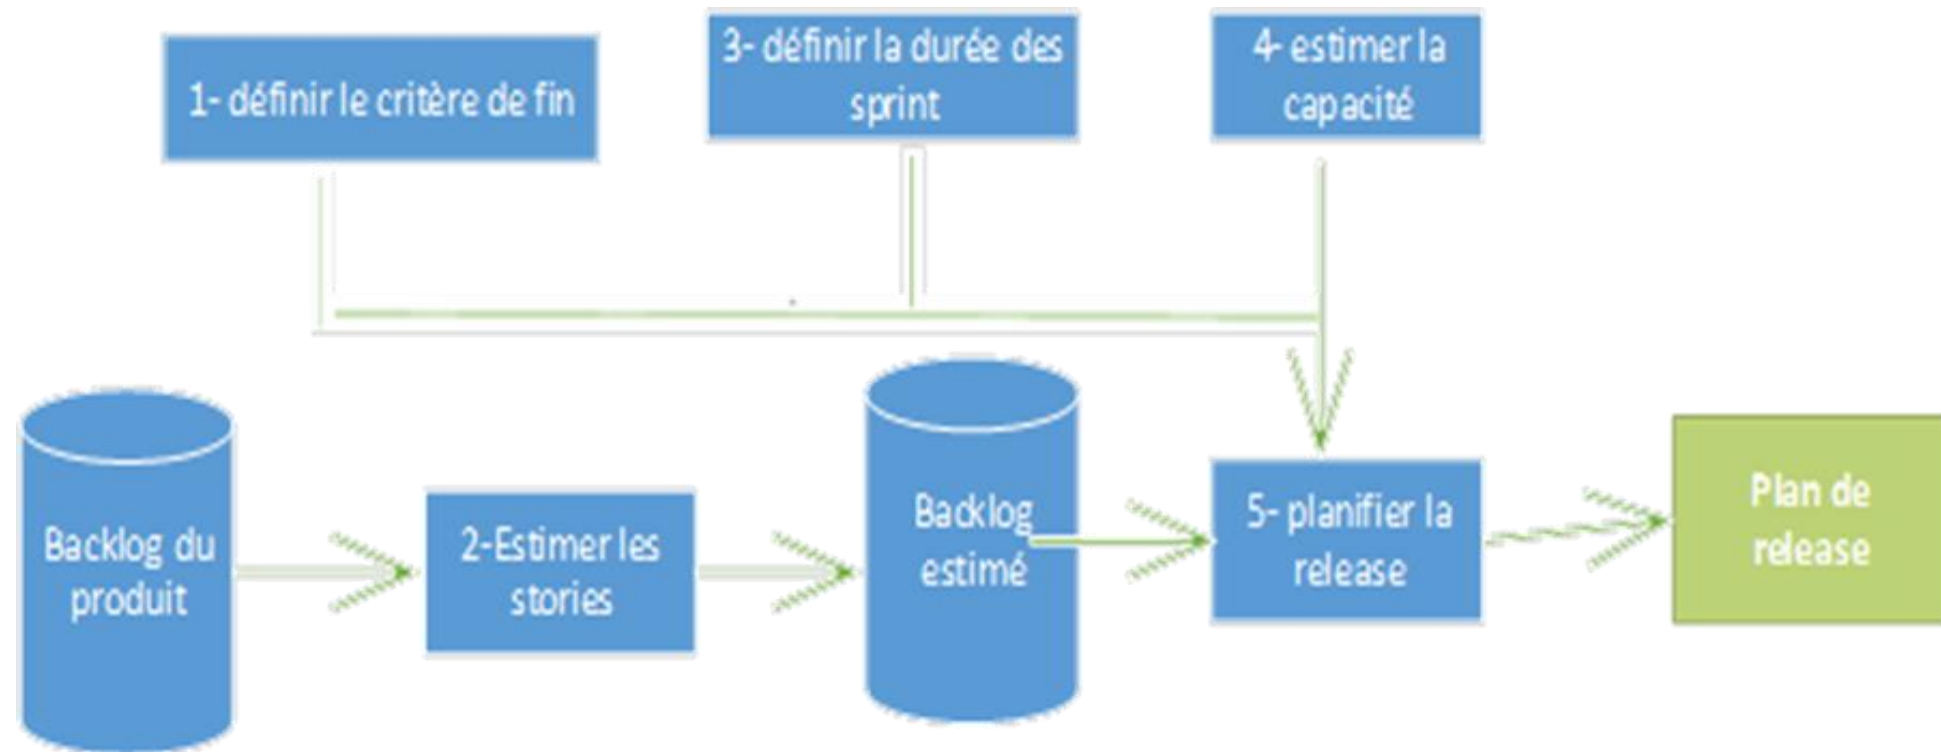 1- définir le critère de fin
3- définir la durée des
sprint
4- estimer la
capacité
Backlog du
produit
2-Estimer les
stories
Backlog
estimé
5- planifier la
release
Plan de
release